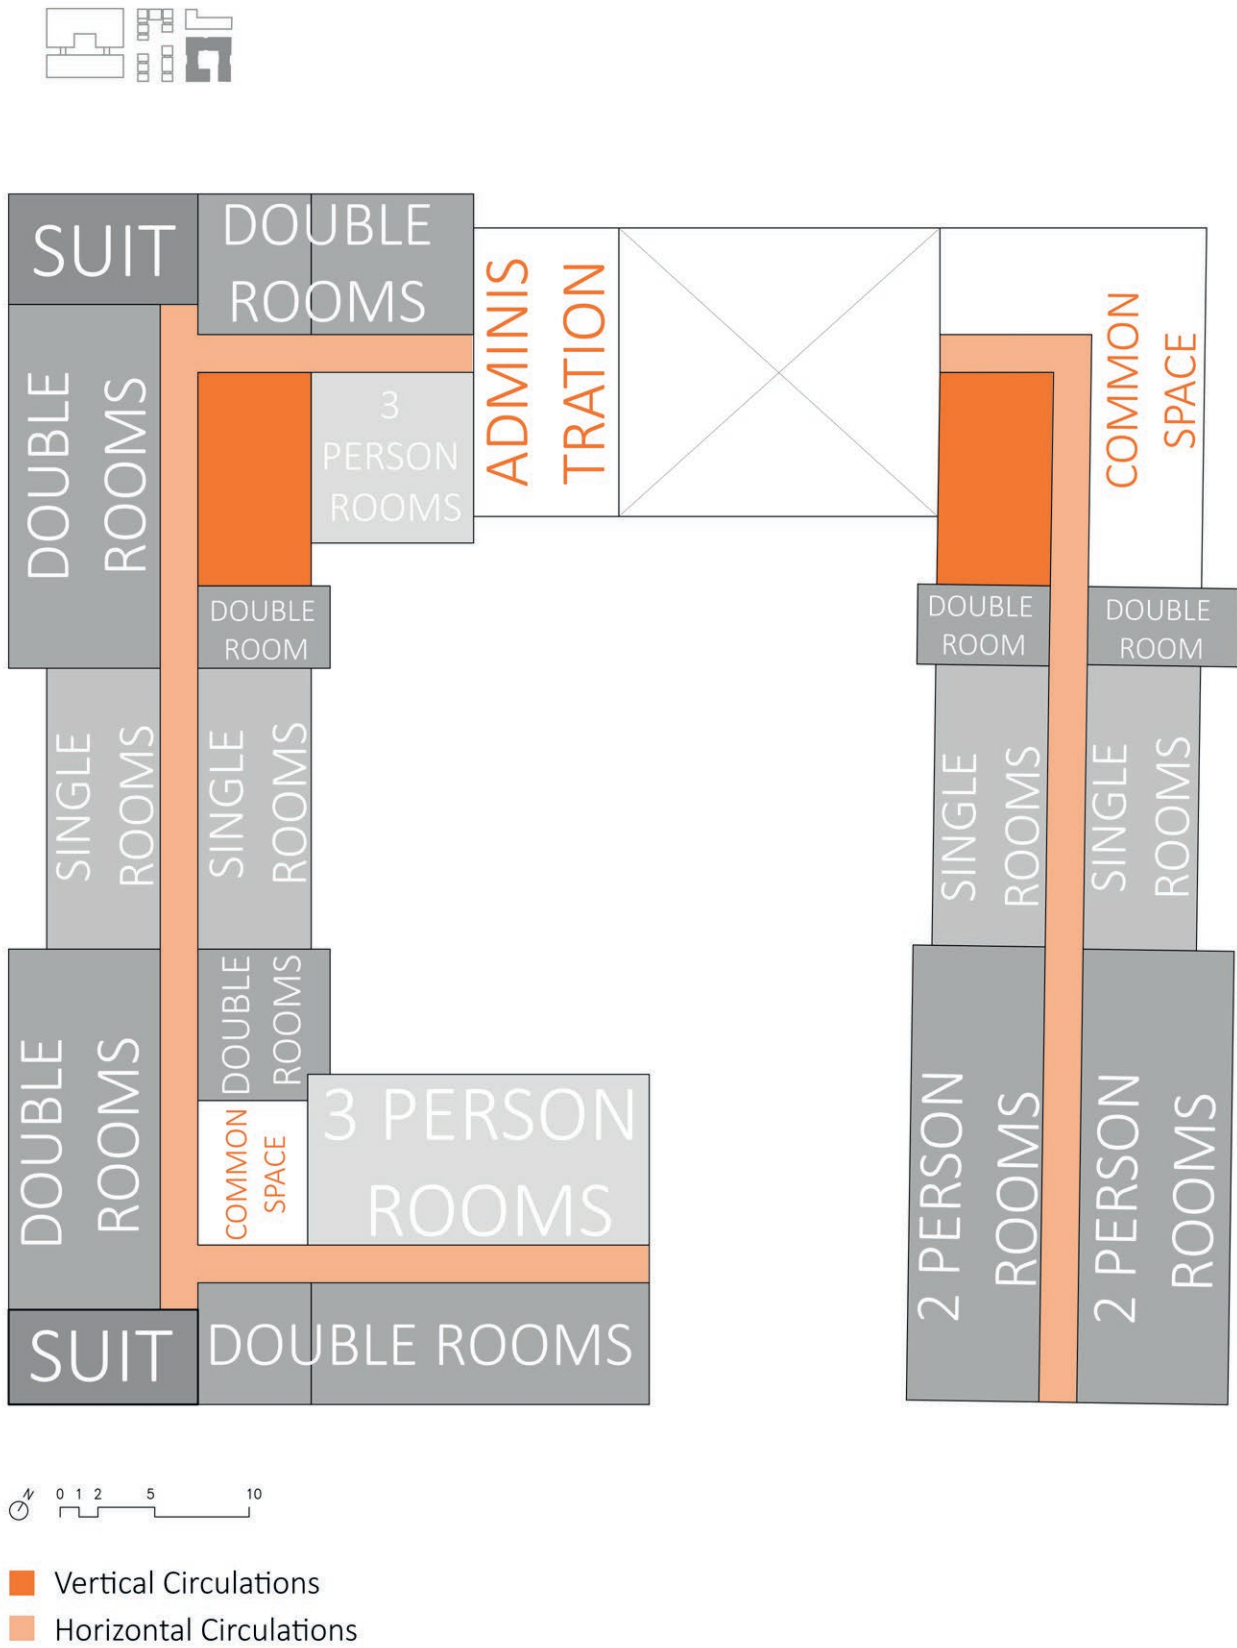 SUIT
DOUBLE
ROOMS
ADMINIS
TRATION
COMMON
SPACE
DOUBLE
ROOMS
3
PERSON
ROOMS
DOUBLE
ROOM
DOUBLE
ROOM
DOUBLE
ROOM
SINGLE
ROOMS
SINGLE
ROOMS
SINGLE
ROOMS
SINGLE
ROOMS
DOUBLE
ROOMS
DOUBLE
ROOMS
COMMON
SPACE
3 PERSON
ROOMS
2 PERSON
ROOMS
2 PERSON
ROOMS
SUIT
DOUBLE ROOMS
N
0 1 2 5 10
Vertical Circulations
Horizontal Circulations